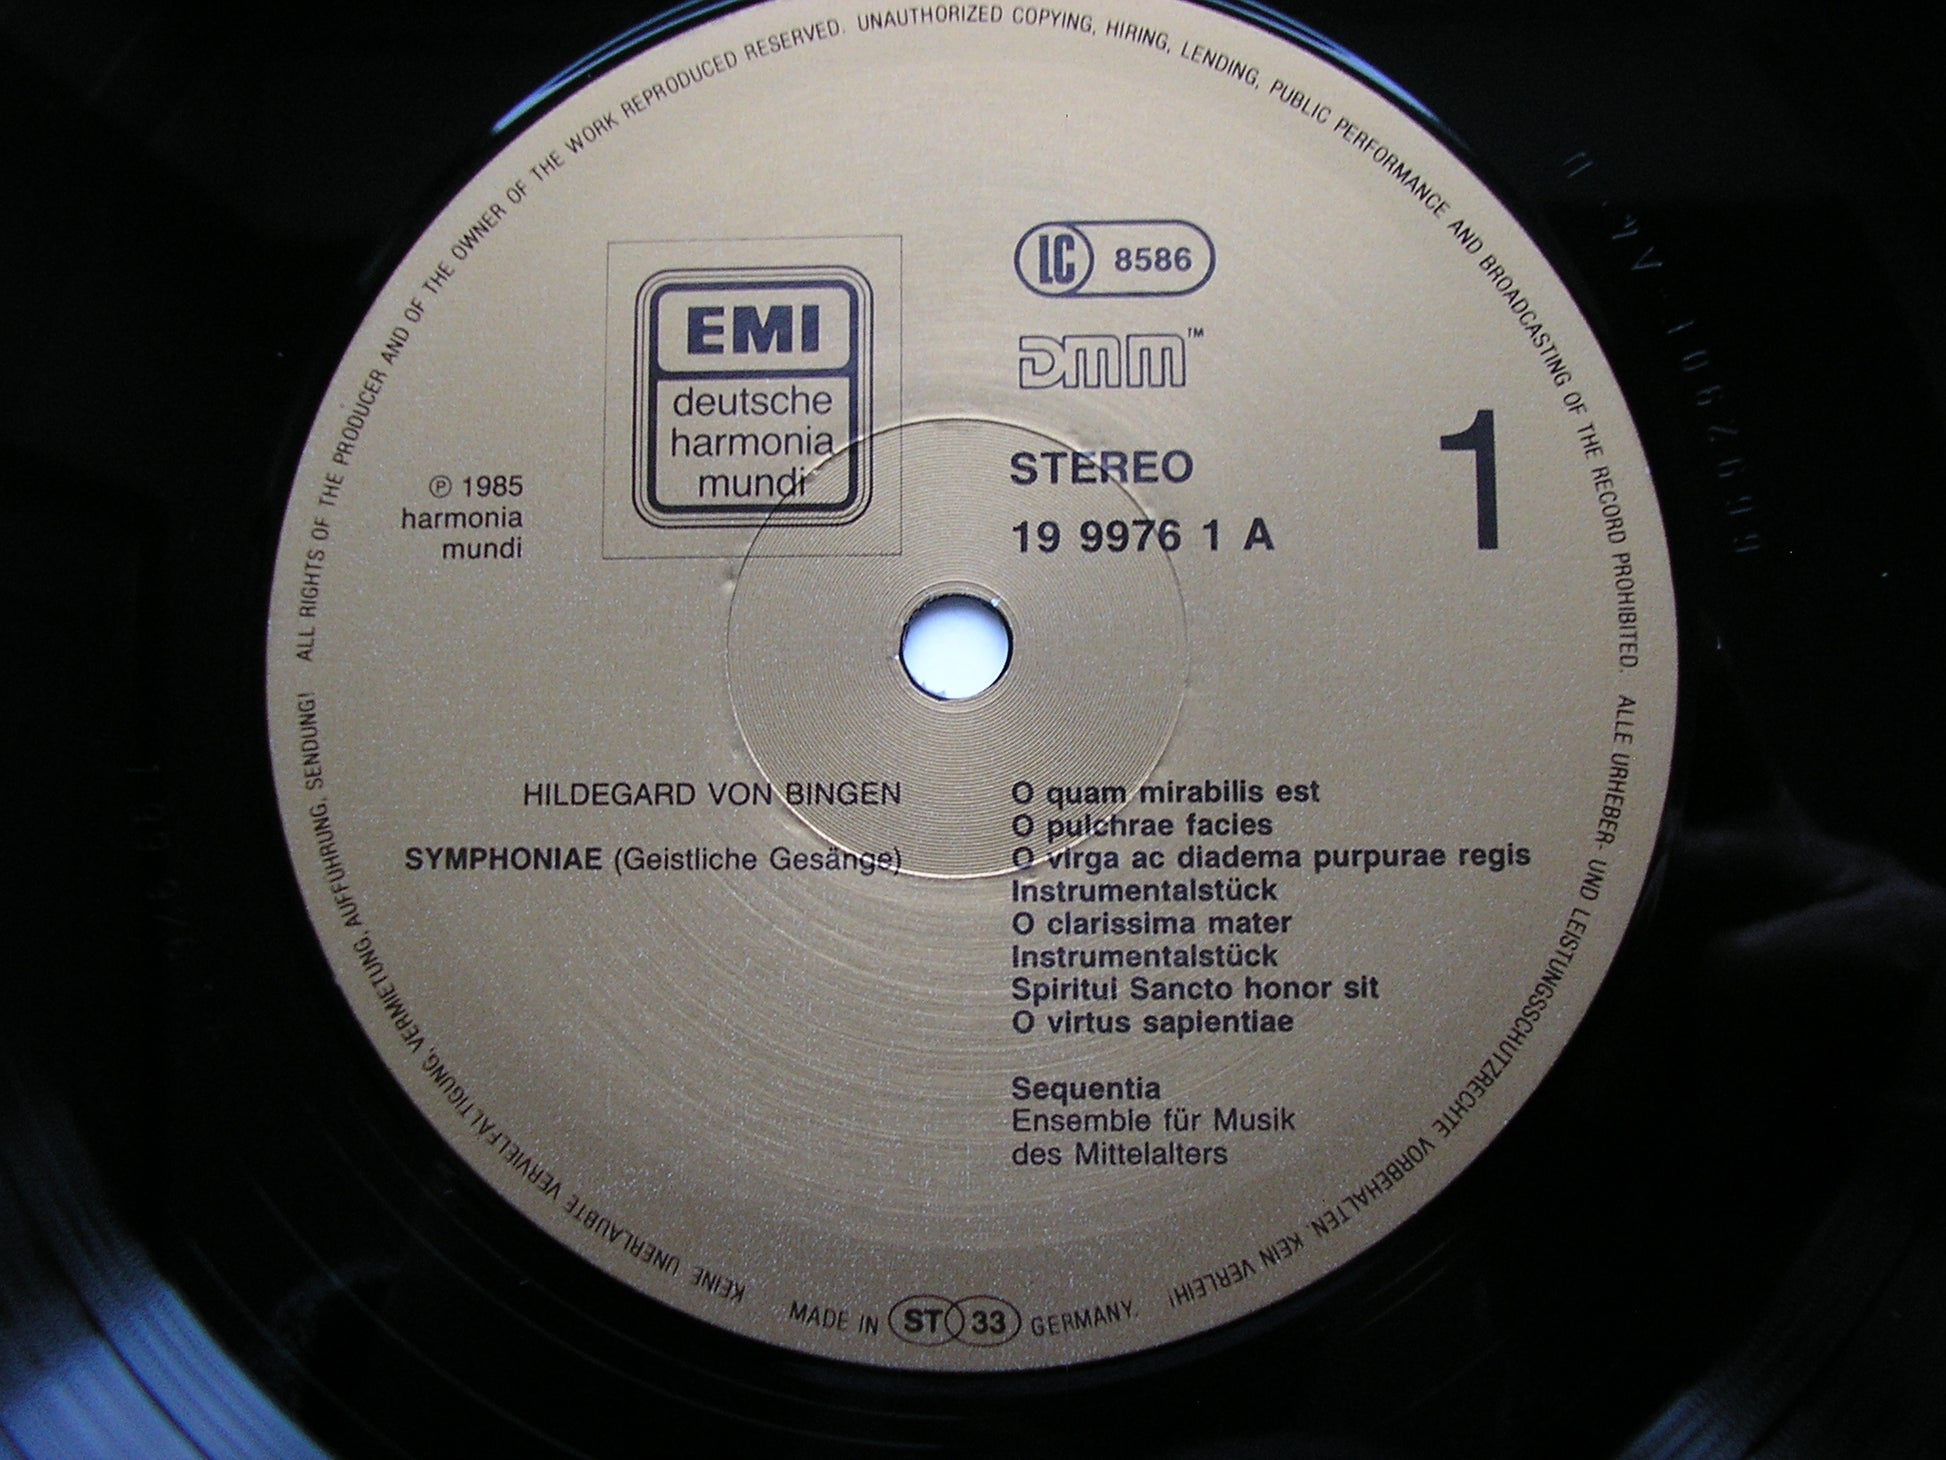 ALL RIGHTS OF THE PRODUCER AND OF THE OWNER OF THE WORK REPRODUCED RESERVED. UNAUTHORIZED COPYING, HIRING, LENDING, PUBLIC PERFORMANCE AND BROADCASTING OF THE RECORD PROHIBITED.
ALLE URHEBER- UND LEISTUNGSSCHUTZRECHTE VORBEHALTEN. KEIN VERLEIH!
KEINE UNERLAUBTE VERVIELFÄLTIGUNG, VERMIETUNG, AUFFÜHRUNG, SENDUNG!
EMI
deutsche
harmonia
mundi
LC 8586
DMM™
STEREO
19 9976 1 A
1
℗ 1985
harmonia
mundi
HILDEGARD VON BINGEN
SYMPHONIAE (Geistliche Gesänge)
O quam mirabilis est
O pulchrae facies
O virga ac diadema purpurae regis
Instrumentalstück
O clarissima mater
Instrumentalstück
Spiritui Sancto honor sit
O virtus sapientiae
Sequentia
Ensemble für Musik
des Mittelalters
MADE IN ST 33 GERMANY.